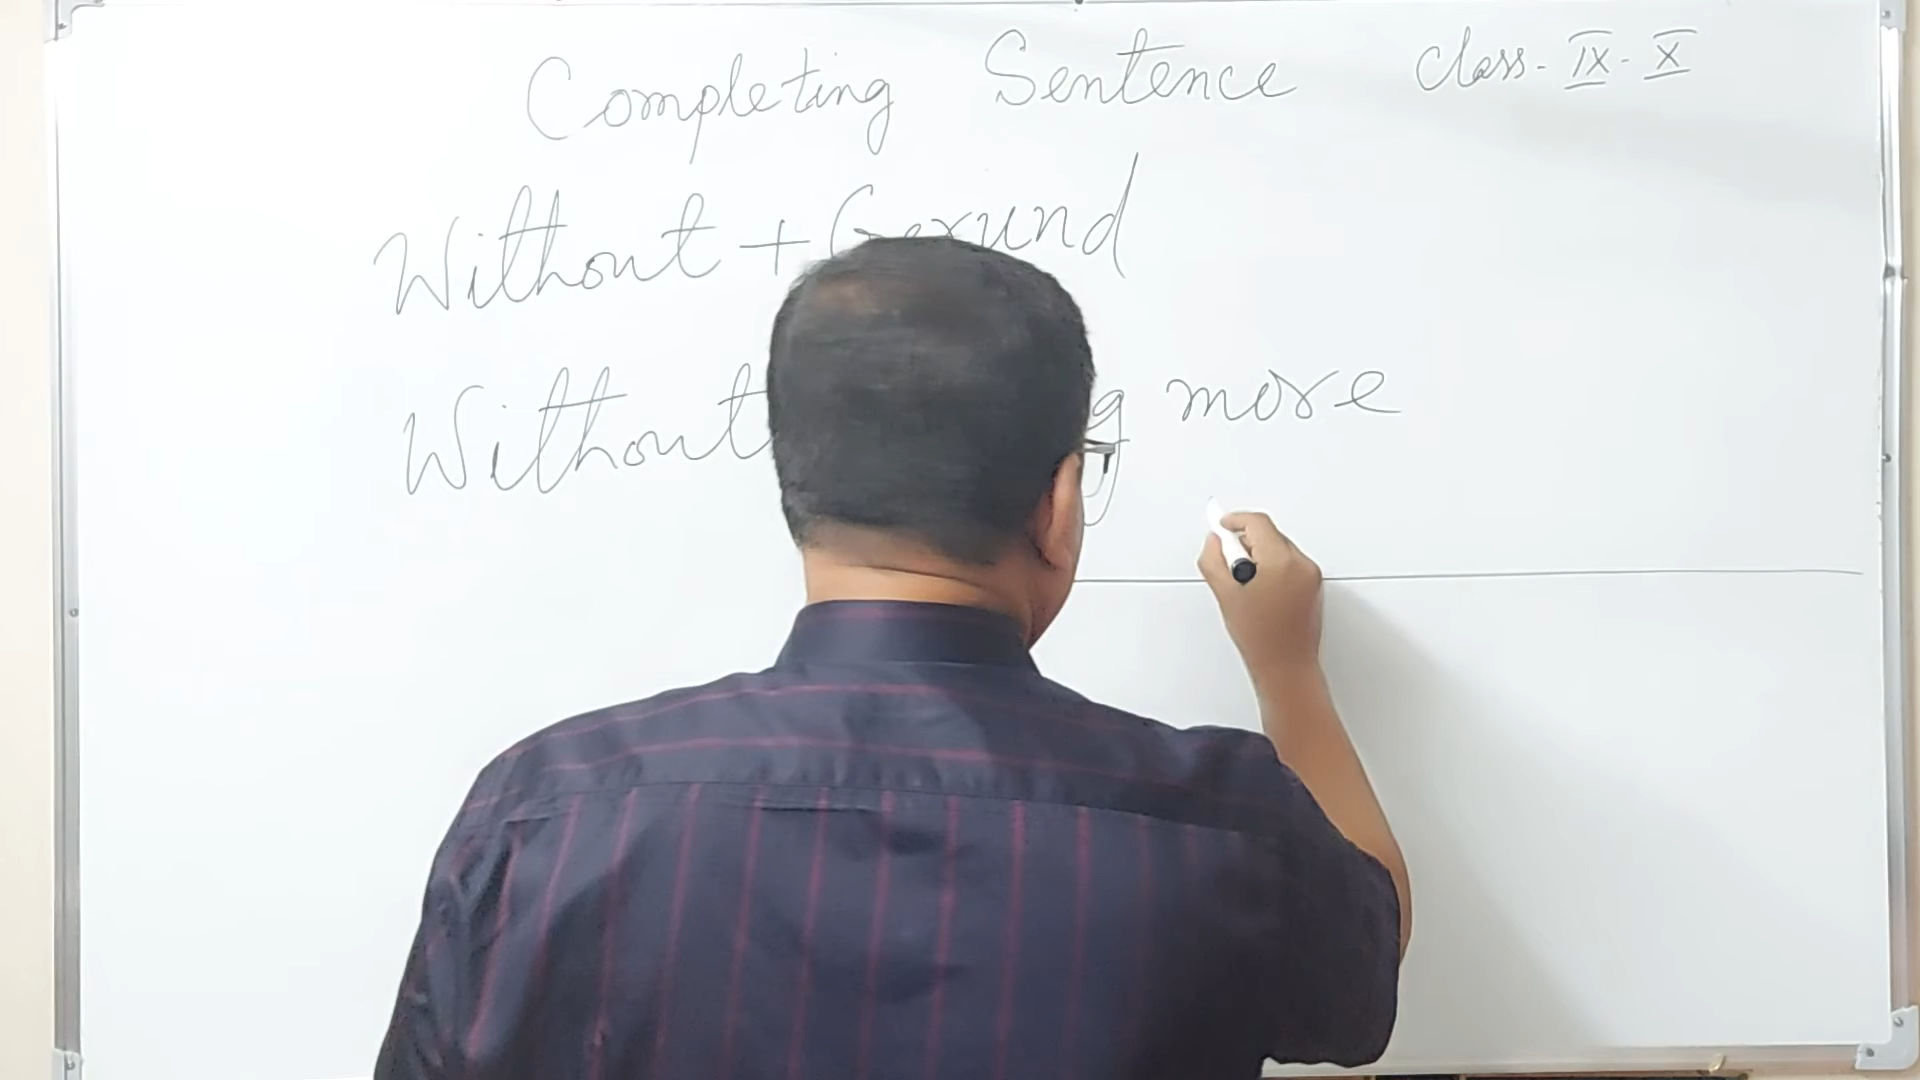 Completing Sentence Class-IX-X
Without + Gerund
Without more